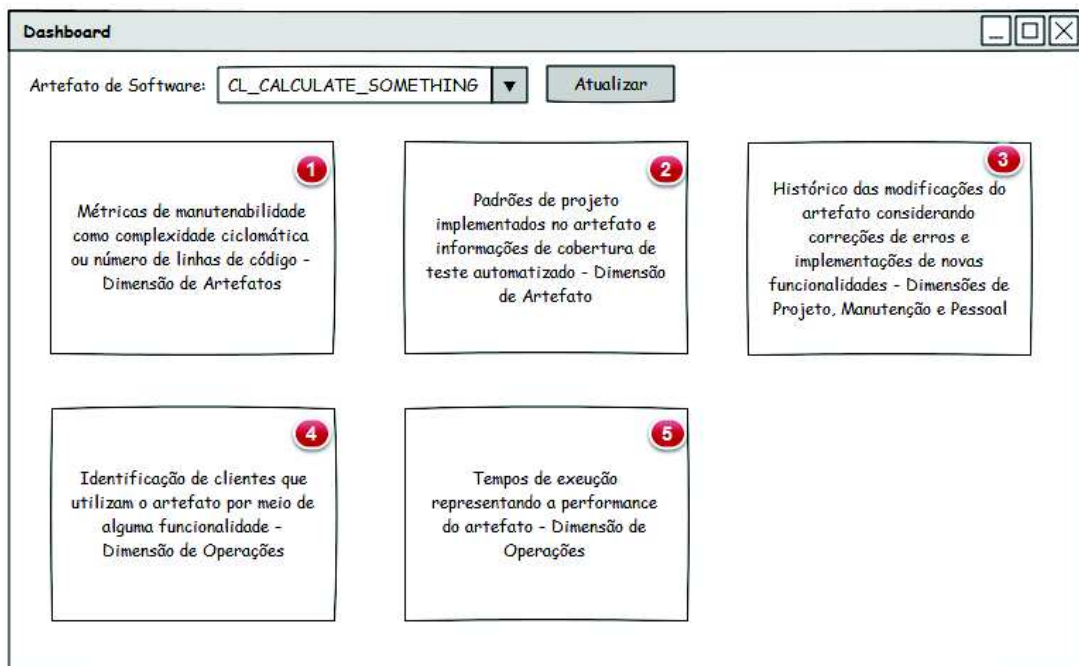 Dashboard
Artefato de Software: CL_CALCULATE_SOMETHING ▼ Atualizar
1
Métricas de manutenabilidade
como complexidade ciclomática
ou número de linhas de código -
Dimensão de Artefatos
2
Padrões de projeto
implementados no artefato e
informações de cobertura de
teste automatizado - Dimensão
de Artefato
3
Histórico das modificações do
artefato considerando
correções de erros e
implementações de novas
funcionalidades - Dimensões de
Projeto, Manutenção e Pessoal
4
Identificação de clientes que
utilizam o artefato por meio de
alguma funcionalidade -
Dimensão de Operações
5
Tempos de exeução
representando a performance
do artefato - Dimensão de
Operações